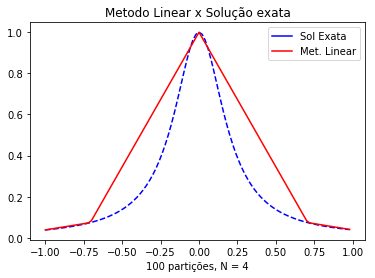 Metodo Linear x Solução exata
Sol Exata
Met. Linear
1.0
0.8
0.6
0.4
0.2
0.0
−1.00 −0.75 −0.50 −0.25 0.00 0.25 0.50 0.75 1.00
100 partições, N = 4